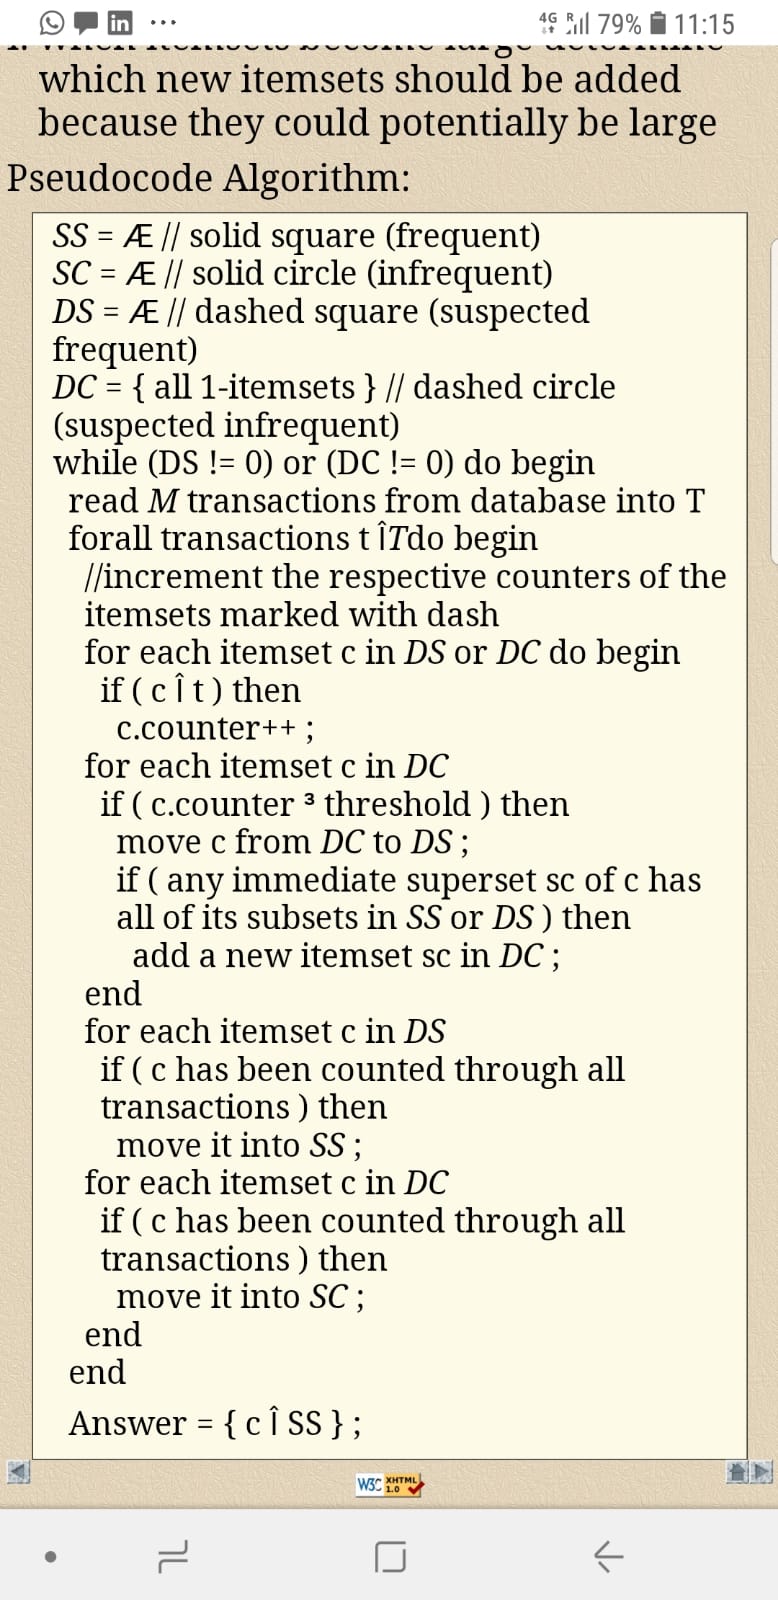 4G R 79% 11:15
which new itemsets should be added
because they could potentially be large
Pseudocode Algorithm:
SS = Æ // solid square (frequent)
SC = Æ // solid circle (infrequent)
DS = Æ // dashed square (suspected
frequent)
DC = { all 1-itemsets } // dashed circle
(suspected infrequent)
while (DS != 0) or (DC != 0) do begin
read M transactions from database into T
forall transactions t ÎTdo begin
//increment the respective counters of the
itemsets marked with dash
for each itemset c in DS or DC do begin
if ( c Î t ) then
c.counter++ ;
for each itemset c in DC
if ( c.counter ³ threshold ) then
move c from DC to DS ;
if ( any immediate superset sc of c has
all of its subsets in SS or DS ) then
add a new itemset sc in DC ;
end
for each itemset c in DS
if ( c has been counted through all
transactions ) then
move it into SS ;
for each itemset c in DC
if ( c has been counted through all
transactions ) then
move it into SC ;
end
end
Answer = { c Î SS } ;
W3C XHTML 1.0